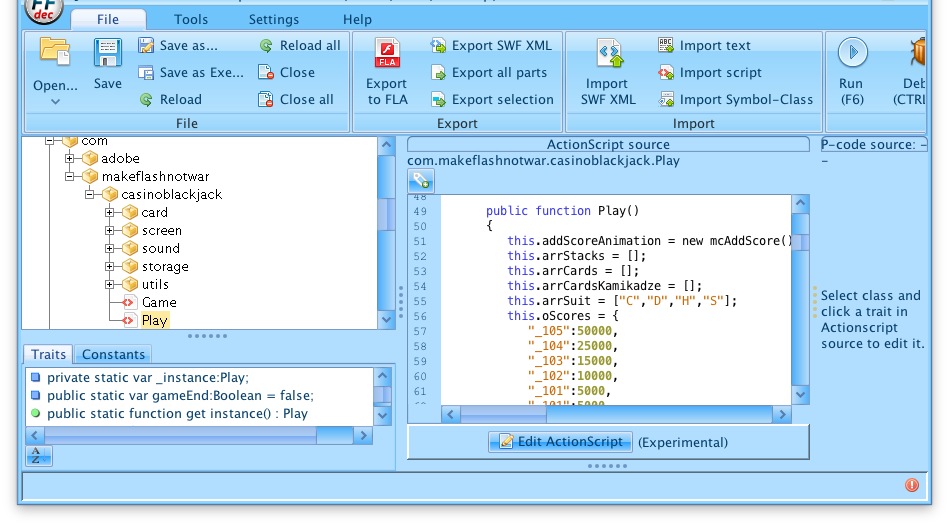 FF
dec
File Tools Settings Help
Open...
Save
Save as...
Save as Exe...
Reload
Reload all
Close
Close all
File
FLA
Export
to FLA
Export SWF XML
Export all parts
Export selection
Export
Import
SWF XML
ABC
Import text
Import script
Import Symbol-Class
Import
Run
(F6)
Deb
(CTRL
com
adobe
makeflashnotwar
casinoblackjack
card
screen
sound
storage
utils
Game
Play
Traits Constants
private static var _instance:Play;
public static var gameEnd:Boolean = false;
public static function get instance() : Play
A
Z
ActionScript source
com.makeflashnotwar.casinoblackjack.Play
48
49 public function Play()
50 {
51 this.addScoreAnimation = new mcAddScore()
52 this.arrStacks = [];
53 this.arrCards = [];
54 this.arrCardsKamikadze = [];
55 this.arrSuit = ["C","D","H","S"];
56 this.oScores = {
57 "_105":50000,
58 "_104":25000,
59 "_103":15000,
60 "_102":10000,
61 "_101":5000,
Edit ActionScript (Experimental)
P-code source: -
-
Select class and
click a trait in
Actionscript
source to edit it.